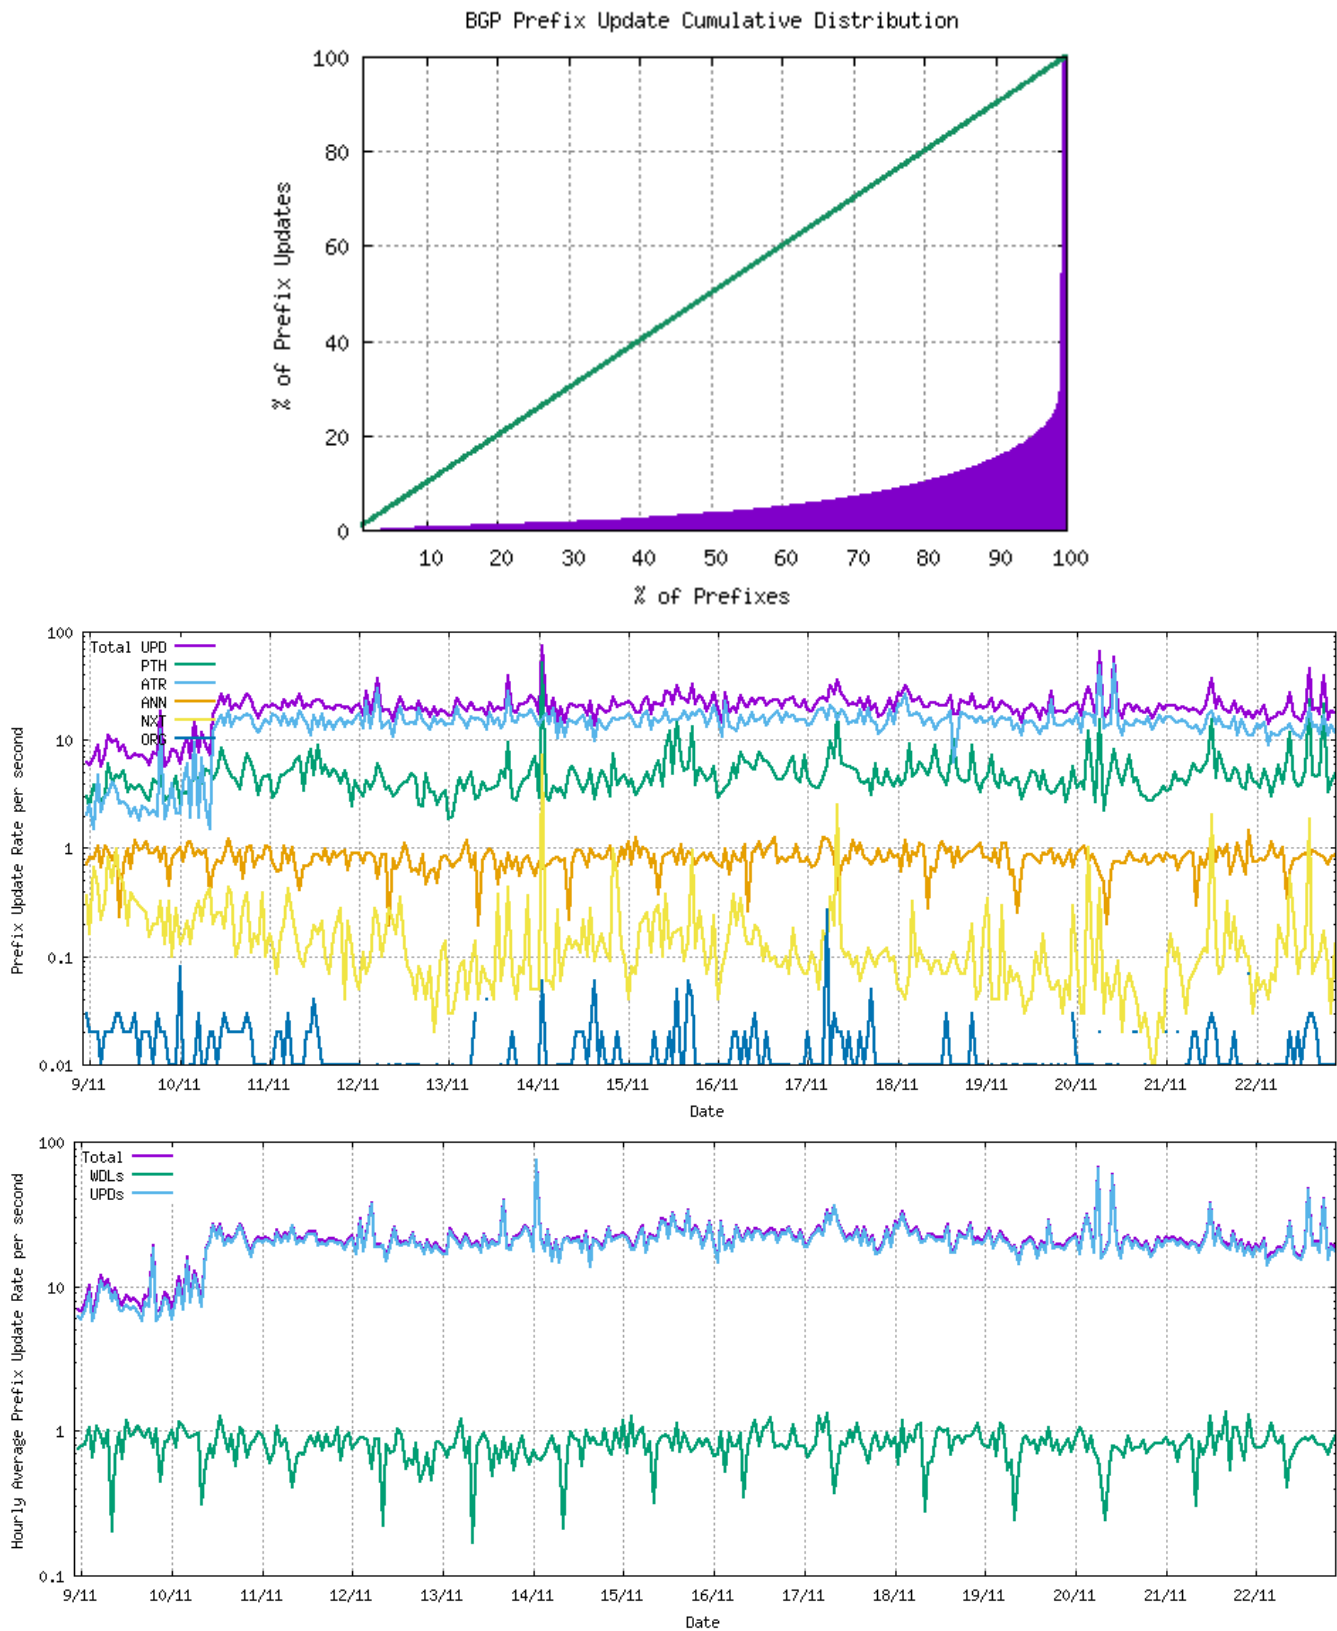 BGP Prefix Update Cumulative Distribution
100
80
60
40
20
0
% of Prefix Updates
10 20 30 40 50 60 70 80 90 100
% of Prefixes
100
10
1
0.1
0.01
Prefix Update Rate per second
Total UPD
PTH
ATR
ANN
NXT
ORG
9/11 10/11 11/11 12/11 13/11 14/11 15/11 16/11 17/11 18/11 19/11 20/11 21/11 22/11
Date
100
10
1
0.1
Hourly Average Prefix Update Rate per second
Total
WDLs
UPDs
9/11 10/11 11/11 12/11 13/11 14/11 15/11 16/11 17/11 18/11 19/11 20/11 21/11 22/11
Date